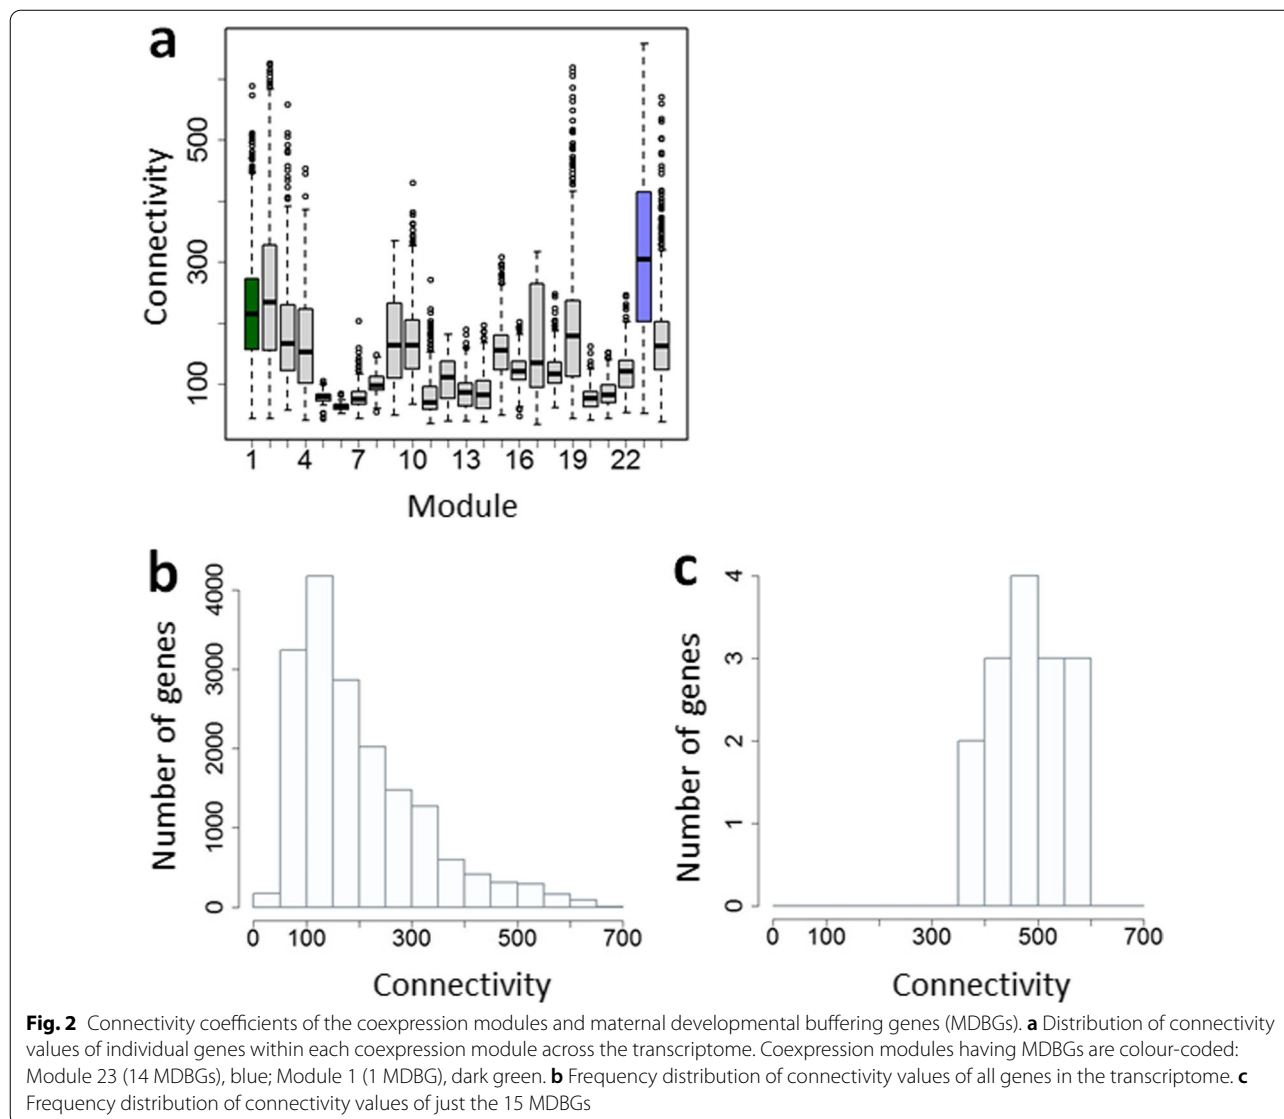 a
Connectivity
500
300
100
1 4 7 10 13 16 19 22
Module
b
Number of genes
4000
3000
2000
1000
0
0 100 300 500 700
Connectivity
c
Number of genes
4
3
2
1
0
0 100 300 500 700
Connectivity
Fig. 2 Connectivity coefficients of the coexpression modules and maternal developmental buffering genes (MDBGs). a Distribution of connectivity
values of individual genes within each coexpression module across the transcriptome. Coexpression modules having MDBGs are colour-coded:
Module 23 (14 MDBGs), blue; Module 1 (1 MDBG), dark green. b Frequency distribution of connectivity values of all genes in the transcriptome. c
Frequency distribution of connectivity values of just the 15 MDBGs